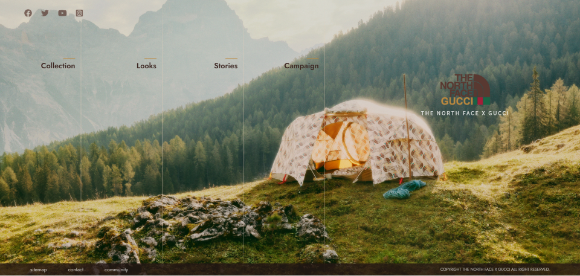 Collection Looks Stories Campaign
THE
NORTH
FACE
GUCCI
THE NORTH FACE X GUCCI
sitemap contact community
COPYRIGHT THE NORTH FACE X GUCCI ALL RIGHT RESERVED.